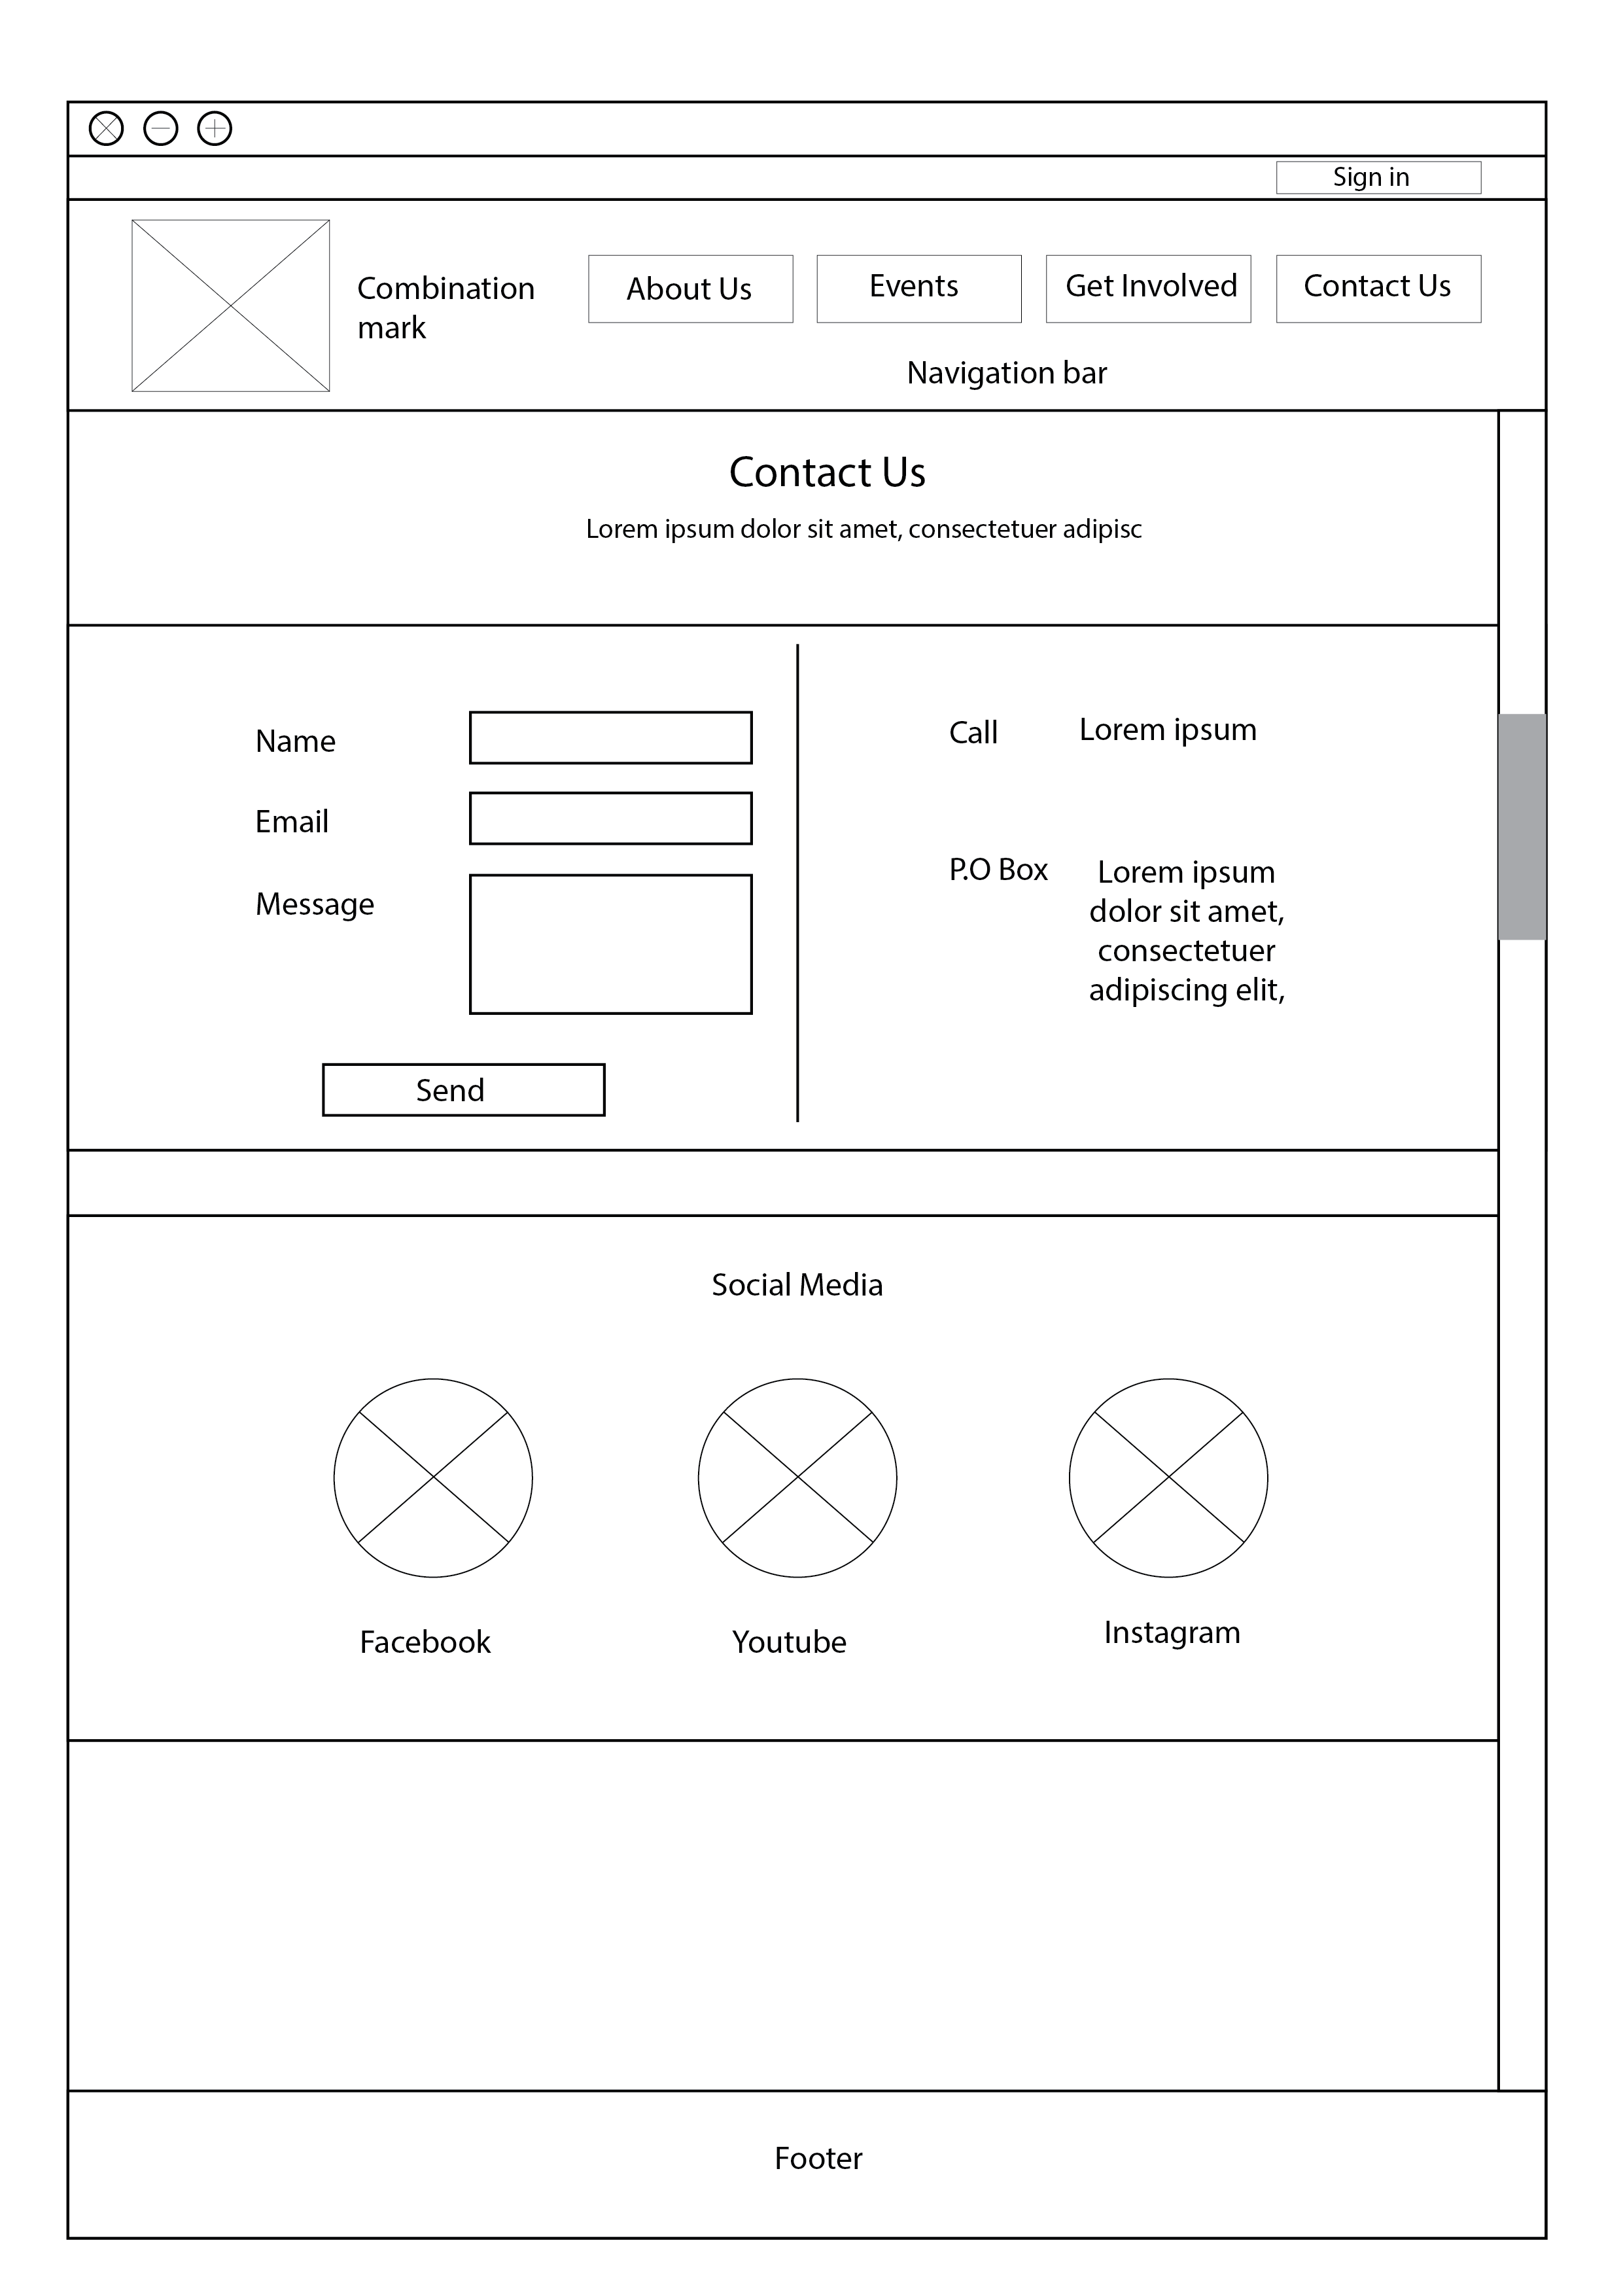 Sign in
Combination
mark
About Us
Events
Get Involved
Contact Us
Navigation bar
Contact Us
Lorem ipsum dolor sit amet, consectetuer adipisc
Name
Email
Message
Send
Call
Lorem ipsum
P.O Box
Lorem ipsum
dolor sit amet,
consectetuer
adipiscing elit,
Social Media
Facebook
Youtube
Instagram
Footer